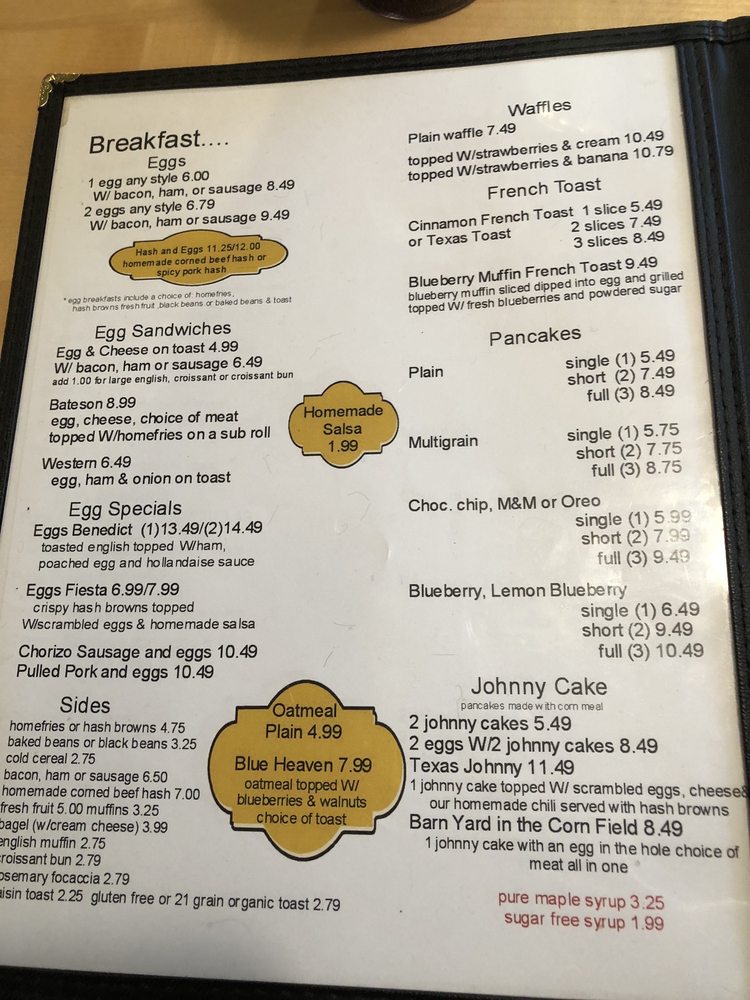 Breakfast....
Eggs
1 egg any style 6.00
W/ bacon, ham, or sausage 8.49
2 eggs any style 6.79
W/ bacon, ham or sausage 9.49
Hash and Eggs 11.25/12.00
homemade corned beef hash or
spicy pork hash
* egg breakfasts include a choice of: homefries,
hash browns fresh fruit ,black beans or baked beans & toast
Egg Sandwiches
Egg & Cheese on toast 4.99
W/ bacon, ham or sausage 6.49
add 1.00 for large english, croissant or croissant bun
Bateson 8.99
egg, cheese, choice of meat
topped W/homefries on a sub roll
Homemade
Salsa
1.99
Western 6.49
egg, ham & onion on toast
Egg Specials
Eggs Benedict (1)13.49/(2)14.49
toasted english topped W/ham,
poached egg and hollandaise sauce
Eggs Fiesta 6.99/7.99
crispy hash browns topped
W/scrambled eggs & homemade salsa
Chorizo Sausage and eggs 10.49
Pulled Pork and eggs 10.49
Sides
homefries or hash browns 4.75
baked beans or black beans 3.25
cold cereal 2.75
bacon, ham or sausage 6.50
homemade corned beef hash 7.00
fresh fruit 5.00 muffins 3.25
bagel (w/cream cheese) 3.99
english muffin 2.75
croissant bun 2.79
osemary focaccia 2.79
aisin toast 2.25 gluten free or 21 grain organic toast 2.79
Oatmeal
Plain 4.99
Blue Heaven 7.99
oatmeal topped W/
blueberries & walnuts
choice of toast
Waffles
Plain waffle 7.49
topped W/strawberries & cream 10.49
topped W/strawberries & banana 10.79
French Toast
Cinnamon French Toast 1 slice 5.49
or Texas Toast 2 slices 7.49
3 slices 8.49
Blueberry Muffin French Toast 9.49
blueberry muffin sliced dipped into egg and grilled
topped W/ fresh blueberries and powdered sugar
Pancakes
Plain single (1) 5.49
short (2) 7.49
full (3) 8.49
Multigrain single (1) 5.75
short (2) 7.75
full (3) 8.75
Choc. chip, M&M or Oreo
single (1) 5.99
short (2) 7.99
full (3) 9.49
Blueberry, Lemon Blueberry
single (1) 6.49
short (2) 9.49
full (3) 10.49
Johnny Cake
pancakes made with corn meal
2 johnny cakes 5.49
2 eggs W/2 johnny cakes 8.49
Texas Johnny 11.49
1 johnny cake topped W/ scrambled eggs, cheese&
our homemade chili served with hash browns
Barn Yard in the Corn Field 8.49
1 johnny cake with an egg in the hole choice of
meat all in one
pure maple syrup 3.25
sugar free syrup 1.99